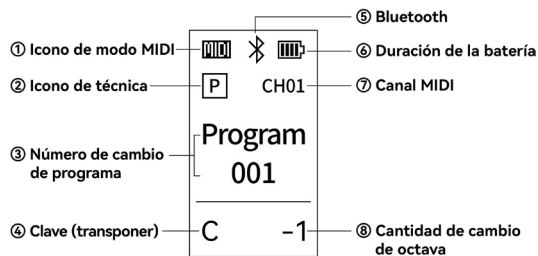 ⑤ Bluetooth
① Icono de modo MIDI
MIDI
⑥ Duración de la batería
② Icono de técnica
P
CH01
⑦ Canal MIDI
Program
001
③ Número de cambio
de programa
④ Clave (transponer)
C
-1
⑧ Cantidad de cambio
de octava